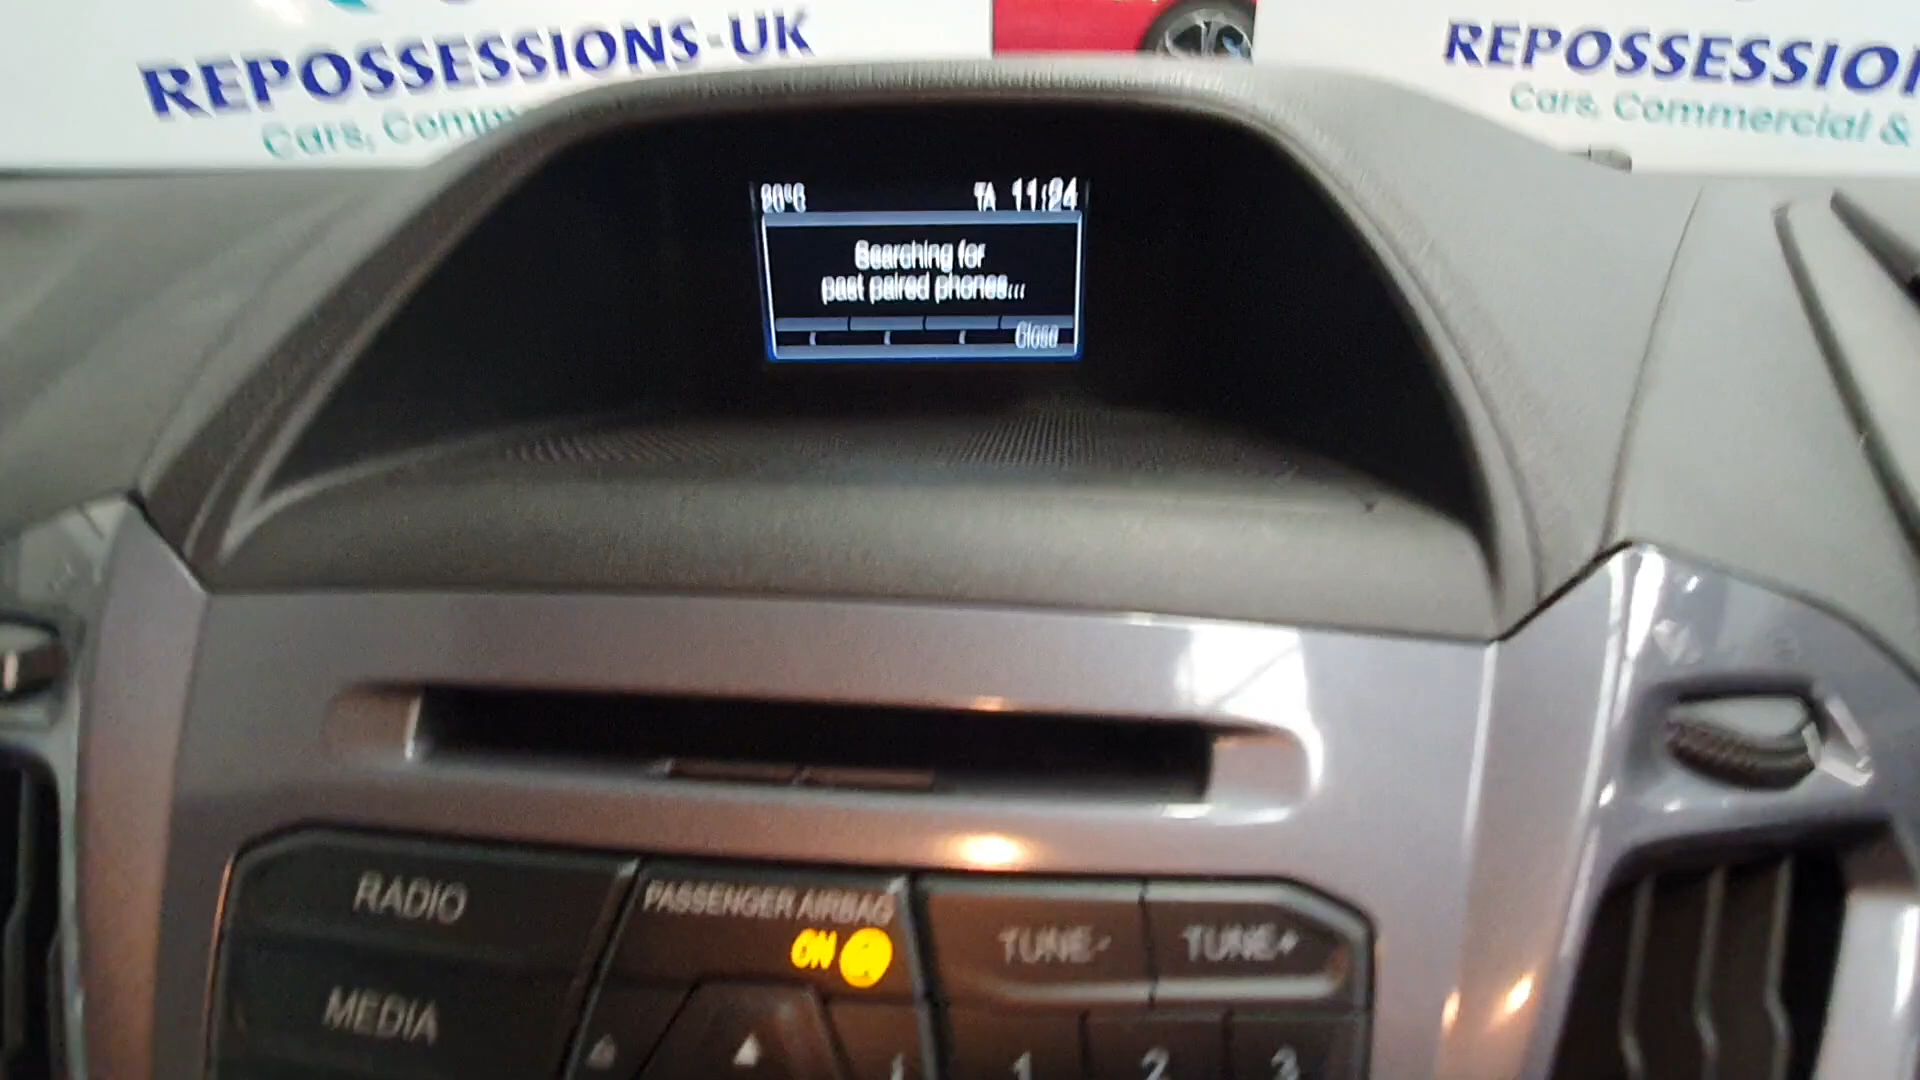 REPOSSESSIONS-UK
Cars, Comm
REPOSSESSION
Cars, Commercial &
TA 11:24
Searching for
past paired phones...
Close
RADIO
PASSENGER AIRBAG
ON
TUNE-
TUNE+
MEDIA
1
2
3